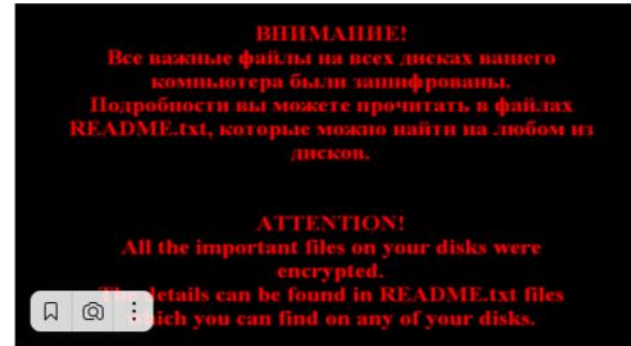 ВНИМАНИЕ!
Все важные файлы на всех дисках вашего
компьютера были зашифрованы.
Подробности вы можете прочитать в файлах
README.txt, которые можно найти на любом из
дисков.
ATTENTION!
All the important files on your disks were
encrypted.
The details can be found in README.txt files
which you can find on any of your disks.